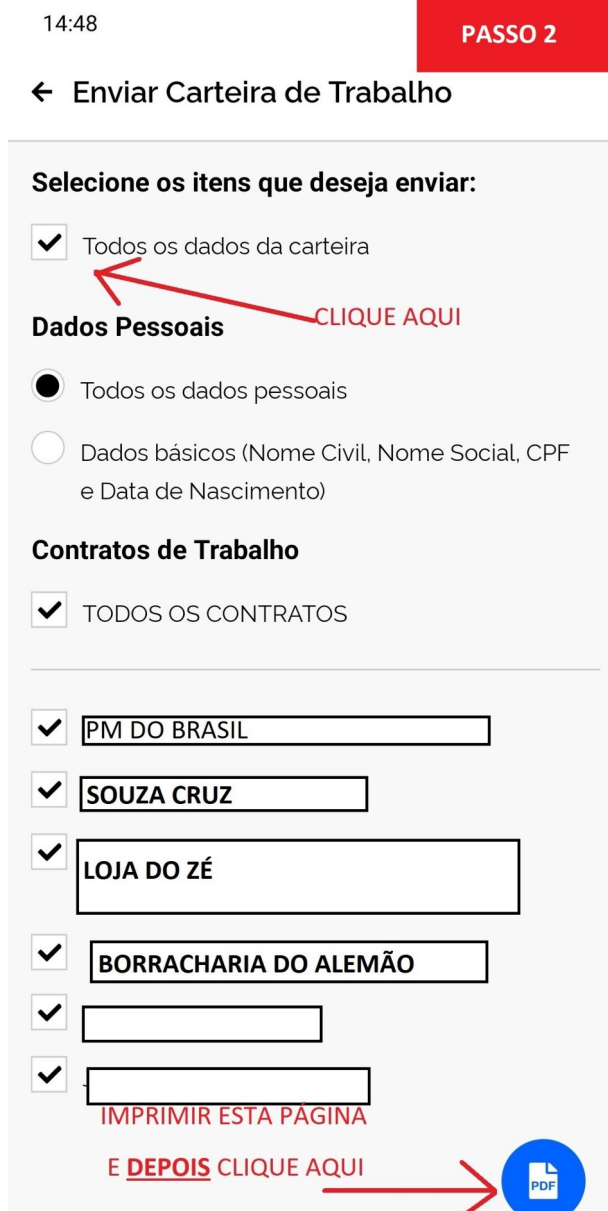 14:48
PASSO 2
Enviar Carteira de Trabalho
Selecione os itens que deseja enviar:
Todos os dados da carteira
CLIQUE AQUI
Dados Pessoais
Todos os dados pessoais
Dados básicos (Nome Civil, Nome Social, CPF
e Data de Nascimento)
Contratos de Trabalho
TODOS OS CONTRATOS
PM DO BRASIL
SOUZA CRUZ
LOJA DO ZÉ
BORRACHARIA DO ALEMÃO
IMPRIMIR ESTA PÁGINA
E DEPOIS CLIQUE AQUI
PDF